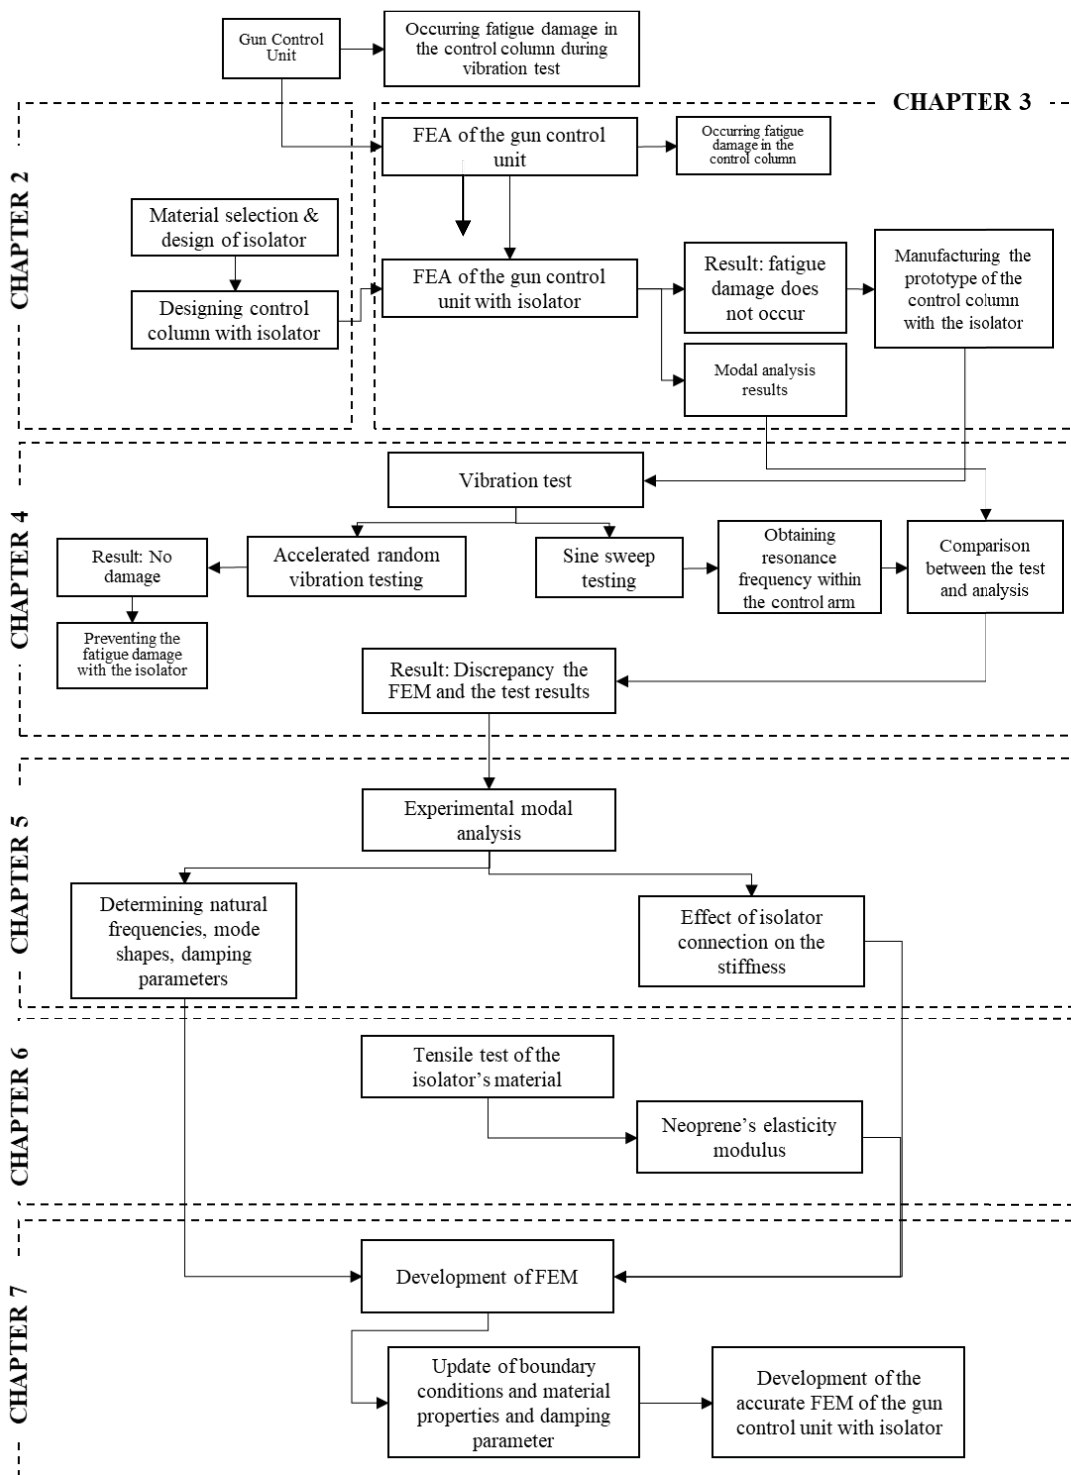 Gun Control
Unit
Occurring fatigue damage in
the control column during
vibration test
CHAPTER 2
CHAPTER 3
FEA of the gun control
unit
Occurring fatigue
damage in the
control column
Material selection &
design of isolator
Designing control
column with isolator
FEA of the gun control
unit with isolator
Result: fatigue
damage does
not occur
Manufacturing the
prototype of the
control column
with the isolator
Modal analysis
results
CHAPTER 4
Vibration test
Result: No
damage
Accelerated random
vibration testing
Sine sweep
testing
Obtaining
resonance
frequency within
the control arm
Comparison
between the test
and analysis
Preventing the
fatigue damage
with the isolator
Result: Discrepancy the
FEM and the test results
CHAPTER 5
Experimental modal
analysis
Determining natural
frequencies, mode
shapes, damping
parameters
Effect of isolator
connection on the
stiffness
CHAPTER 6
Tensile test of the
isolator's material
Neoprene's elasticity
modulus
CHAPTER 7
Development of FEM
Update of boundary
conditions and material
properties and damping
parameter
Development of the
accurate FEM of the gun
control unit with isolator